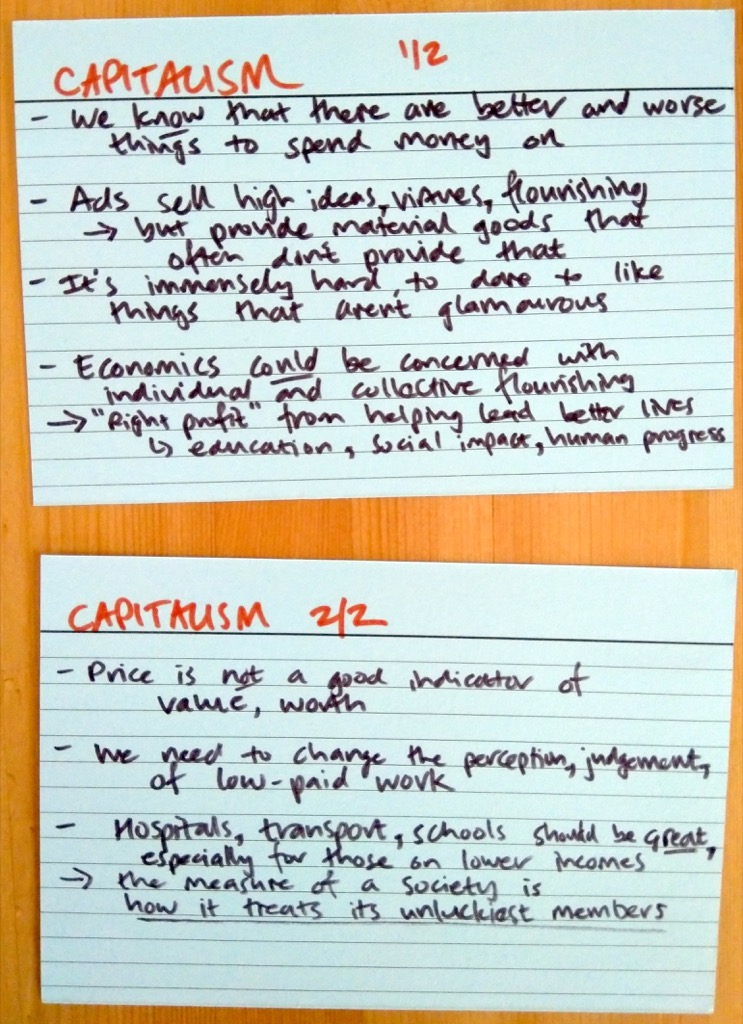 CAPITALISM 1/2
- We know that there are better and worse
things to spend money on
- Ads sell high ideas, virtues, flourishing
→ but provide material goods that
often don't provide that
- It's immensely hard, to dare to like
things that aren't glamourous
- Economics could be concerned with
individual and collective flourishing
→ "Right profit" from helping lead better lives
↳ education, social impact, human progress
CAPITALISM 2/2
- Price is not a good indicator of
value, worth
- We need to change the perception, judgement,
of low-paid work
- Hospitals, transport, schools should be great,
especially for those on lower incomes
→ the measure of a society is
how it treats its unluckiest members